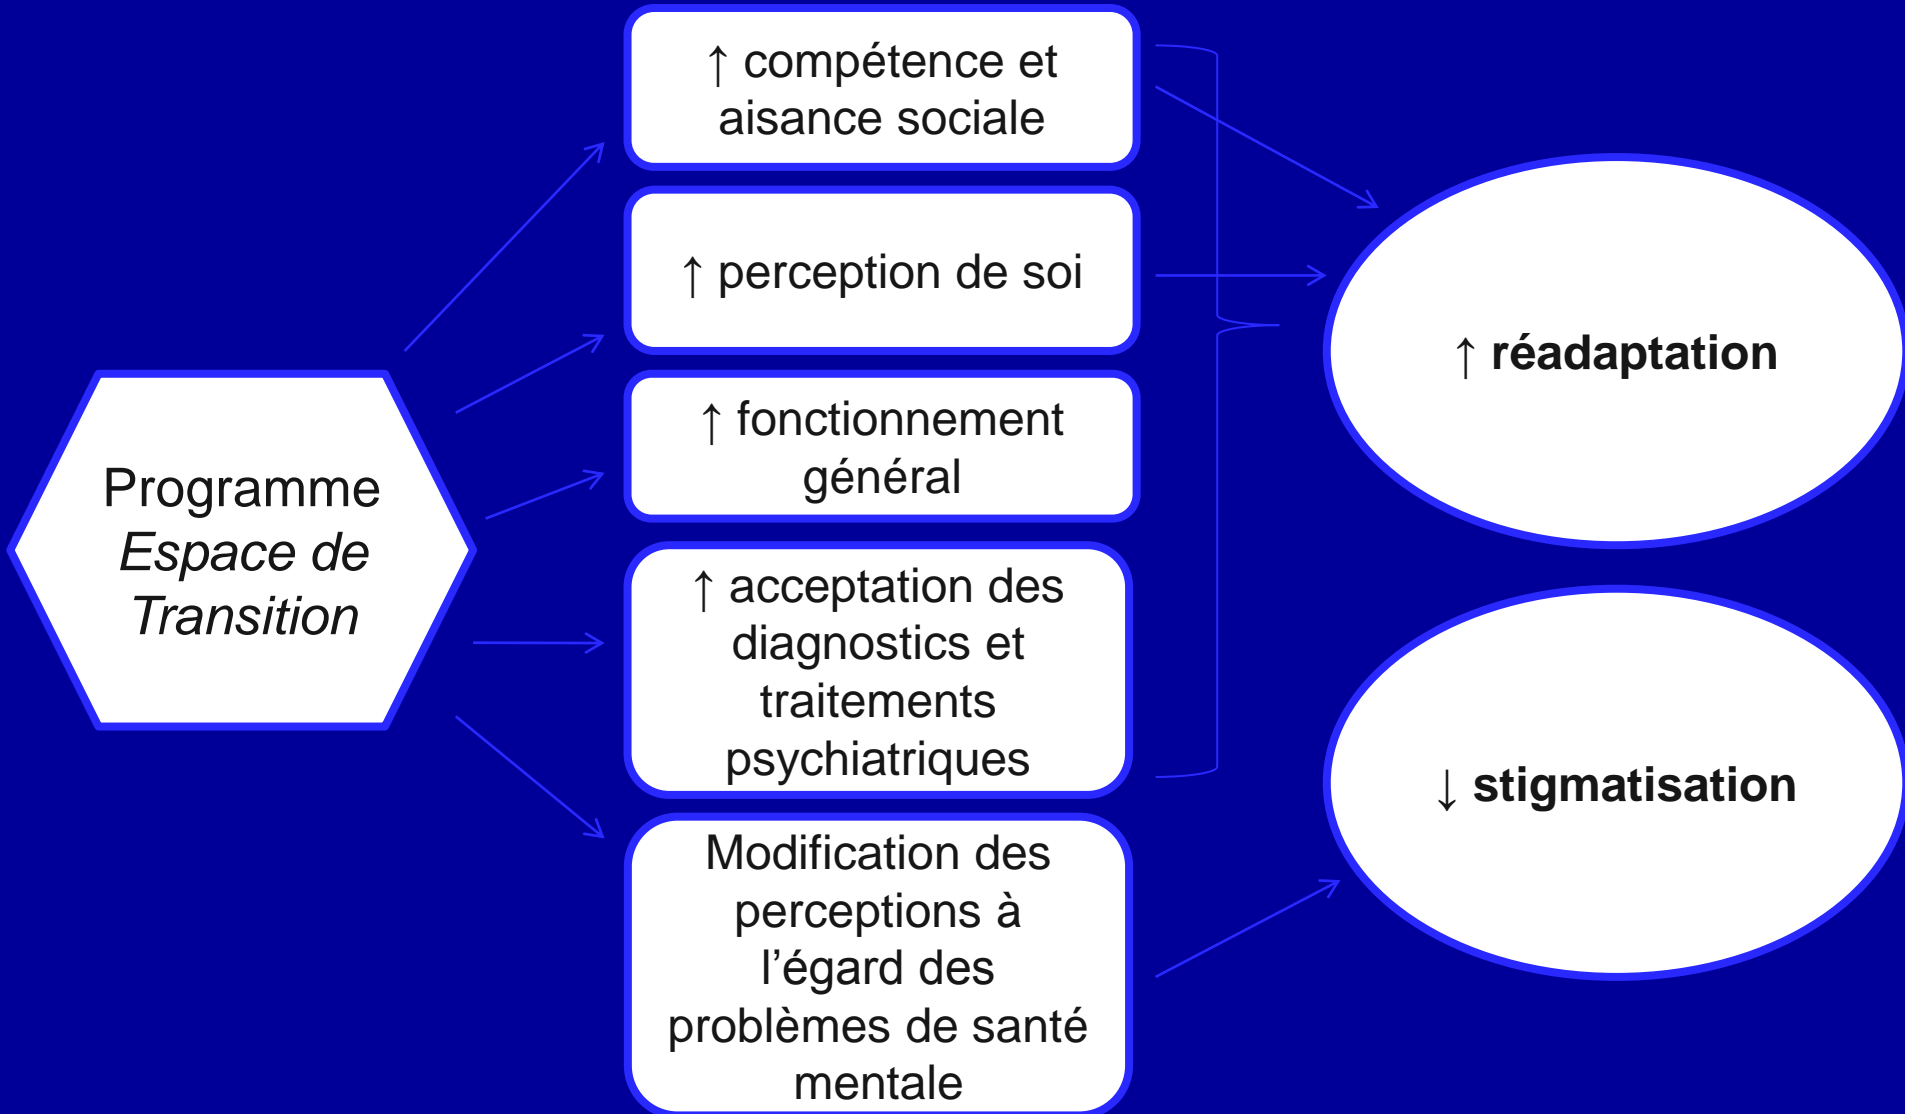 Programme
Espace de
Transition
↑ compétence et
aisance sociale
↑ perception de soi
↑ fonctionnement
général
↑ acceptation des
diagnostics et
traitements
psychiatriques
Modification des
perceptions à
l’égard des
problèmes de santé
mentale
↑ réadaptation
↓ stigmatisation